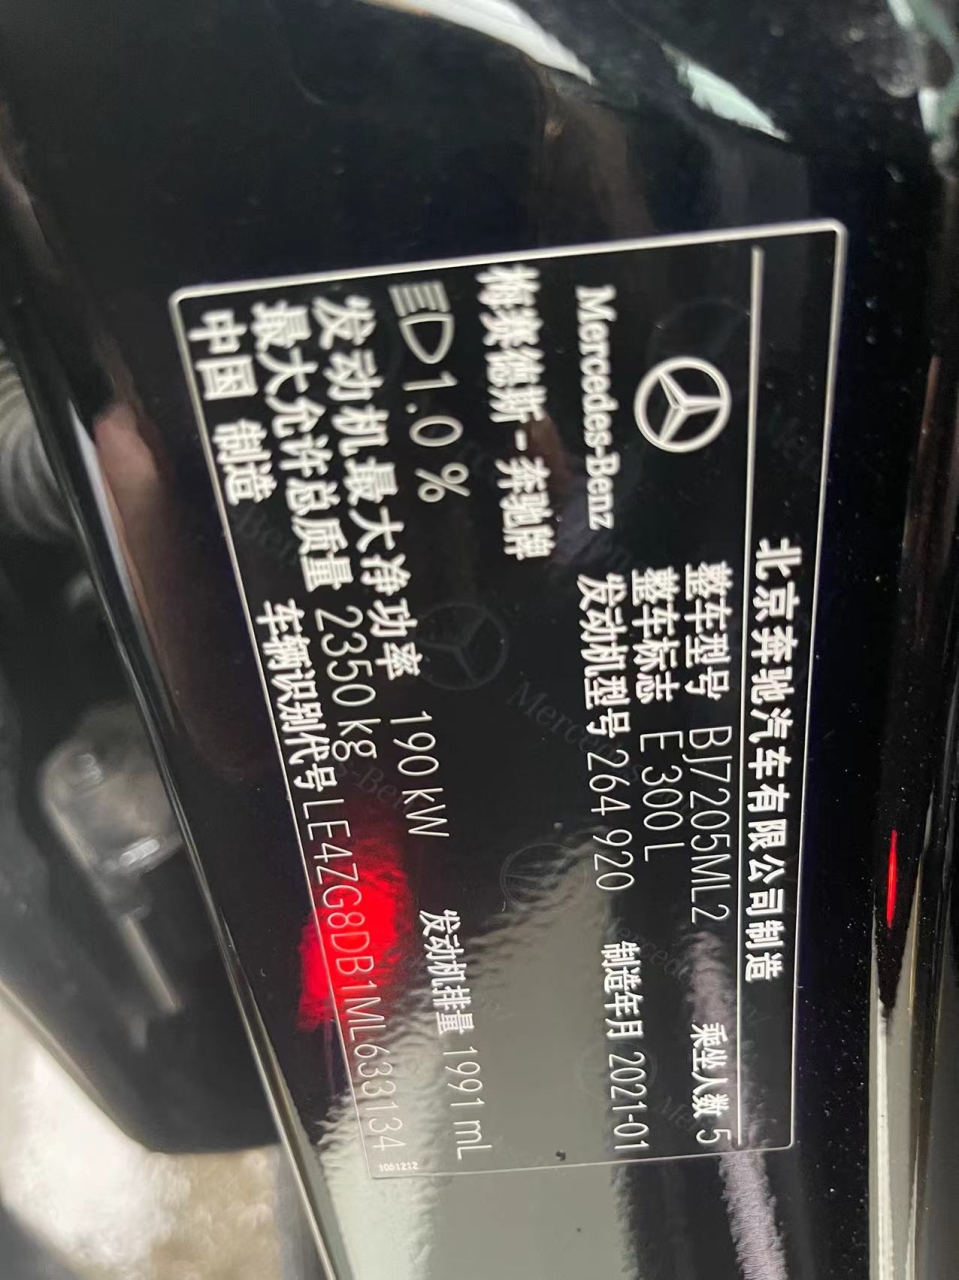 北京奔驰汽车有限公司制造
Mercedes-Benz
整车型号 BJ7205ML2 乘坐人数 5
整车标志 E 300 L
发动机型号 264 920 制造年月 2021-01
梅赛德斯-奔驰牌
1.0 %
发动机最大净功率 190 kW 发动机排量 1991 mL
最大允许总质量 2350 kg
中国 制造 车辆识别代号 LE4ZG8DB1ML633134
1051212